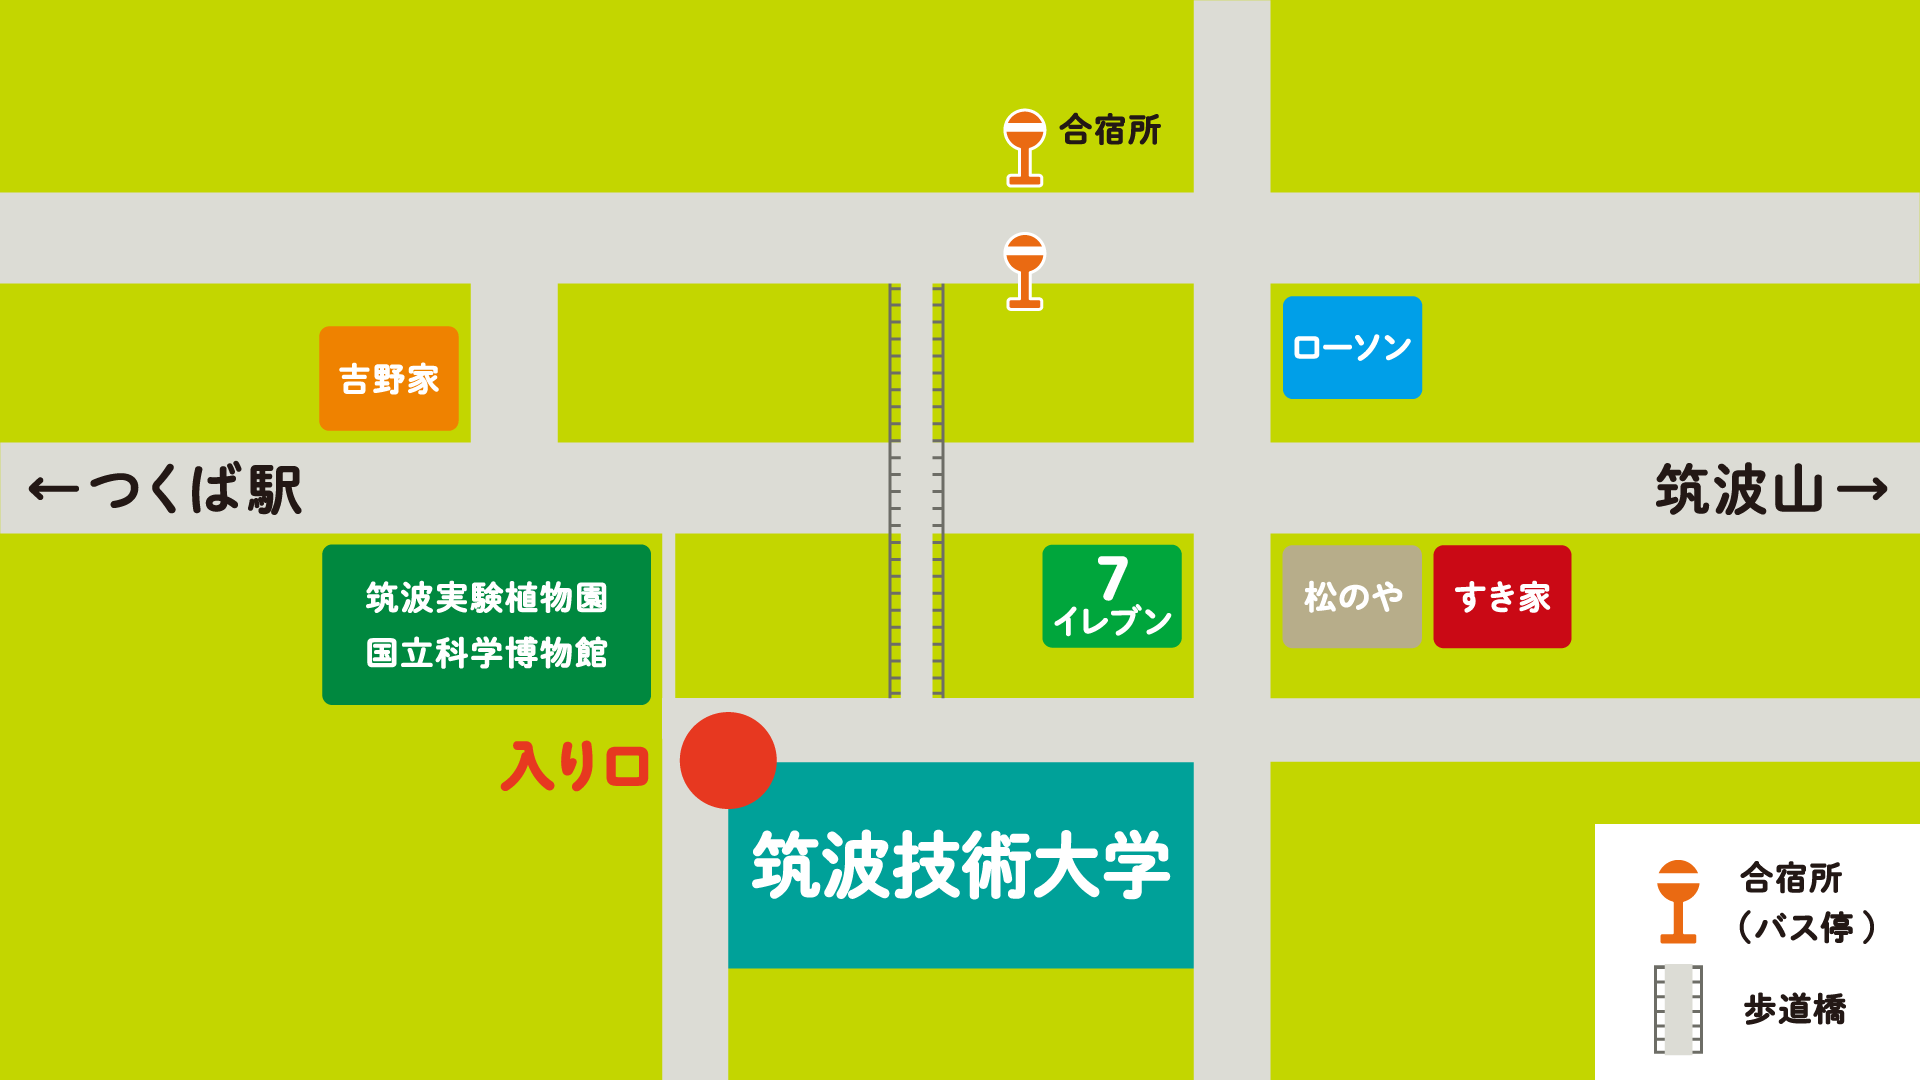 合宿所
吉野家
ローソン
←つくば駅
筑波山→
筑波実験植物園
国立科学博物館
7
イレブン
松のや
すき家
入り口
筑波技術大学
合宿所
(バス停)
歩道橋